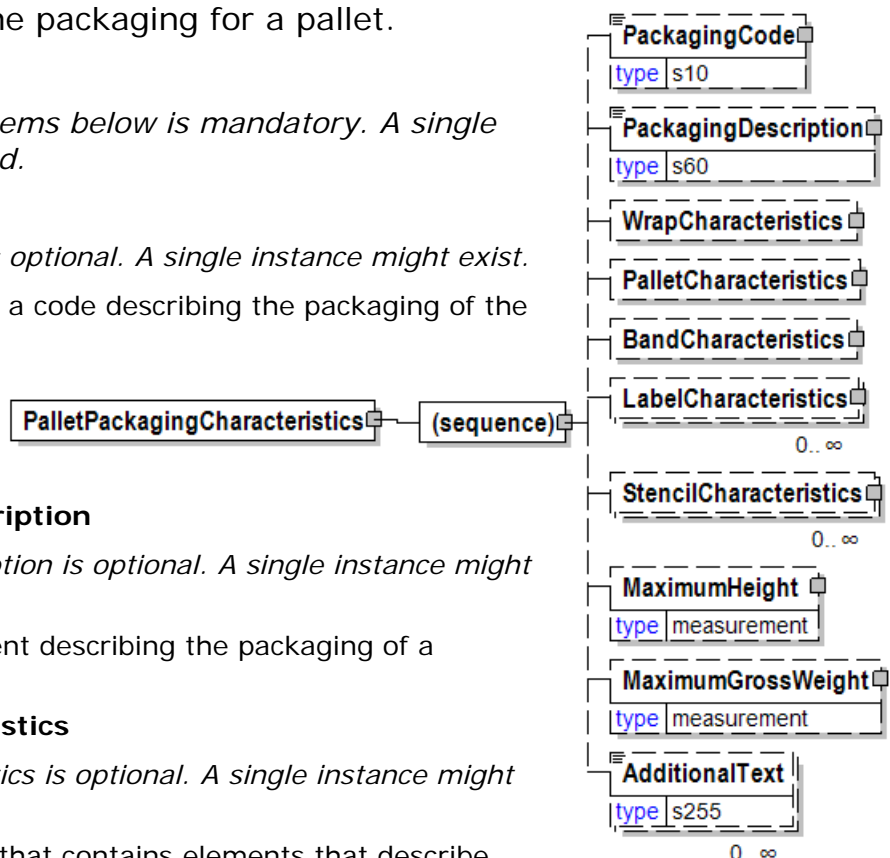 he packaging for a pallet.
ems below is mandatory. A single
d.
s optional. A single instance might exist.
a code describing the packaging of the
PalletPackagingCharacteristics
(sequence)
ription
tion is optional. A single instance might
ent describing the packaging of a
stics
tics is optional. A single instance might
that contains elements that describe
PackagingCode
type s10
PackagingDescription
type s60
WrapCharacteristics
PalletCharacteristics
BandCharacteristics
LabelCharacteristics
0.. ∞
StencilCharacteristics
0.. ∞
MaximumHeight
type measurement
MaximumGrossWeight
type measurement
AdditionalText
type s255
0.. ∞